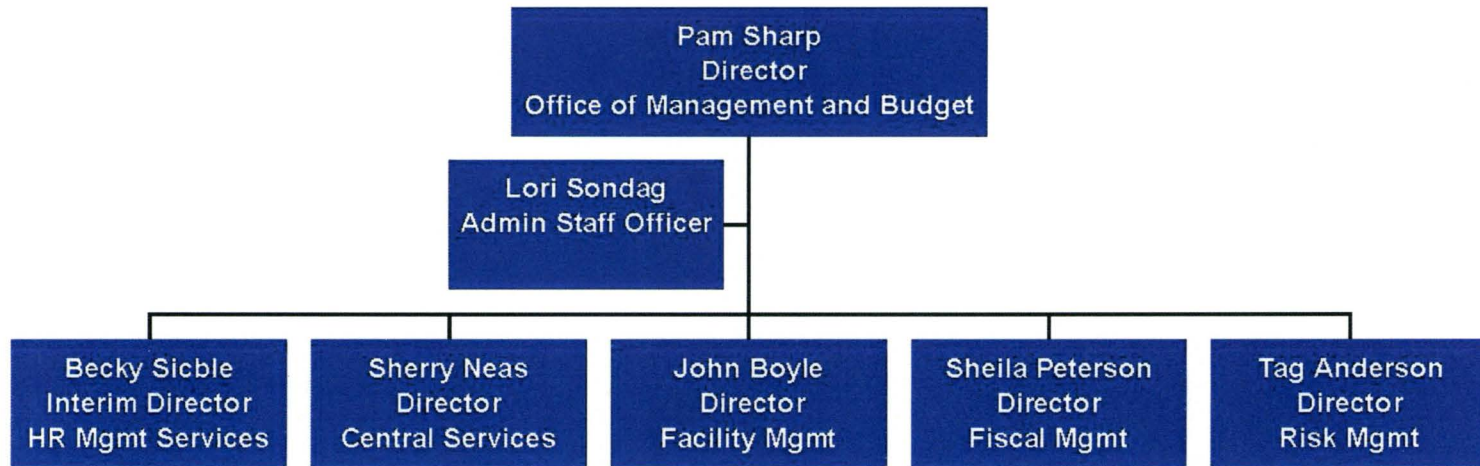 Pam Sharp
Director
Office of Management and Budget
Lori Sondag
Admin Staff Officer
Becky Sicble
Interim Director
HR Mgmt Services
Sherry Neas
Director
Central Services
John Boyle
Director
Facility Mgmt
Sheila Peterson
Director
Fiscal Mgmt
Tag Anderson
Director
Risk Mgmt